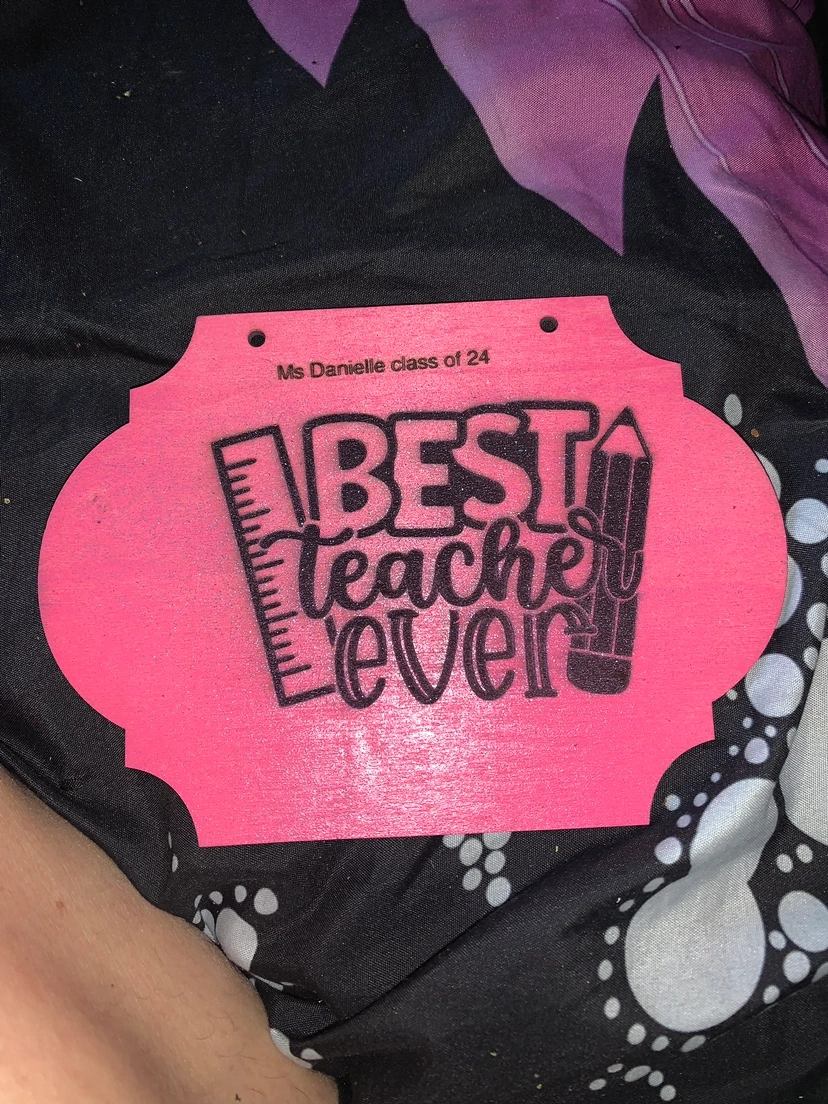 Ms Danielle class of 24
BEST
teacher
ever